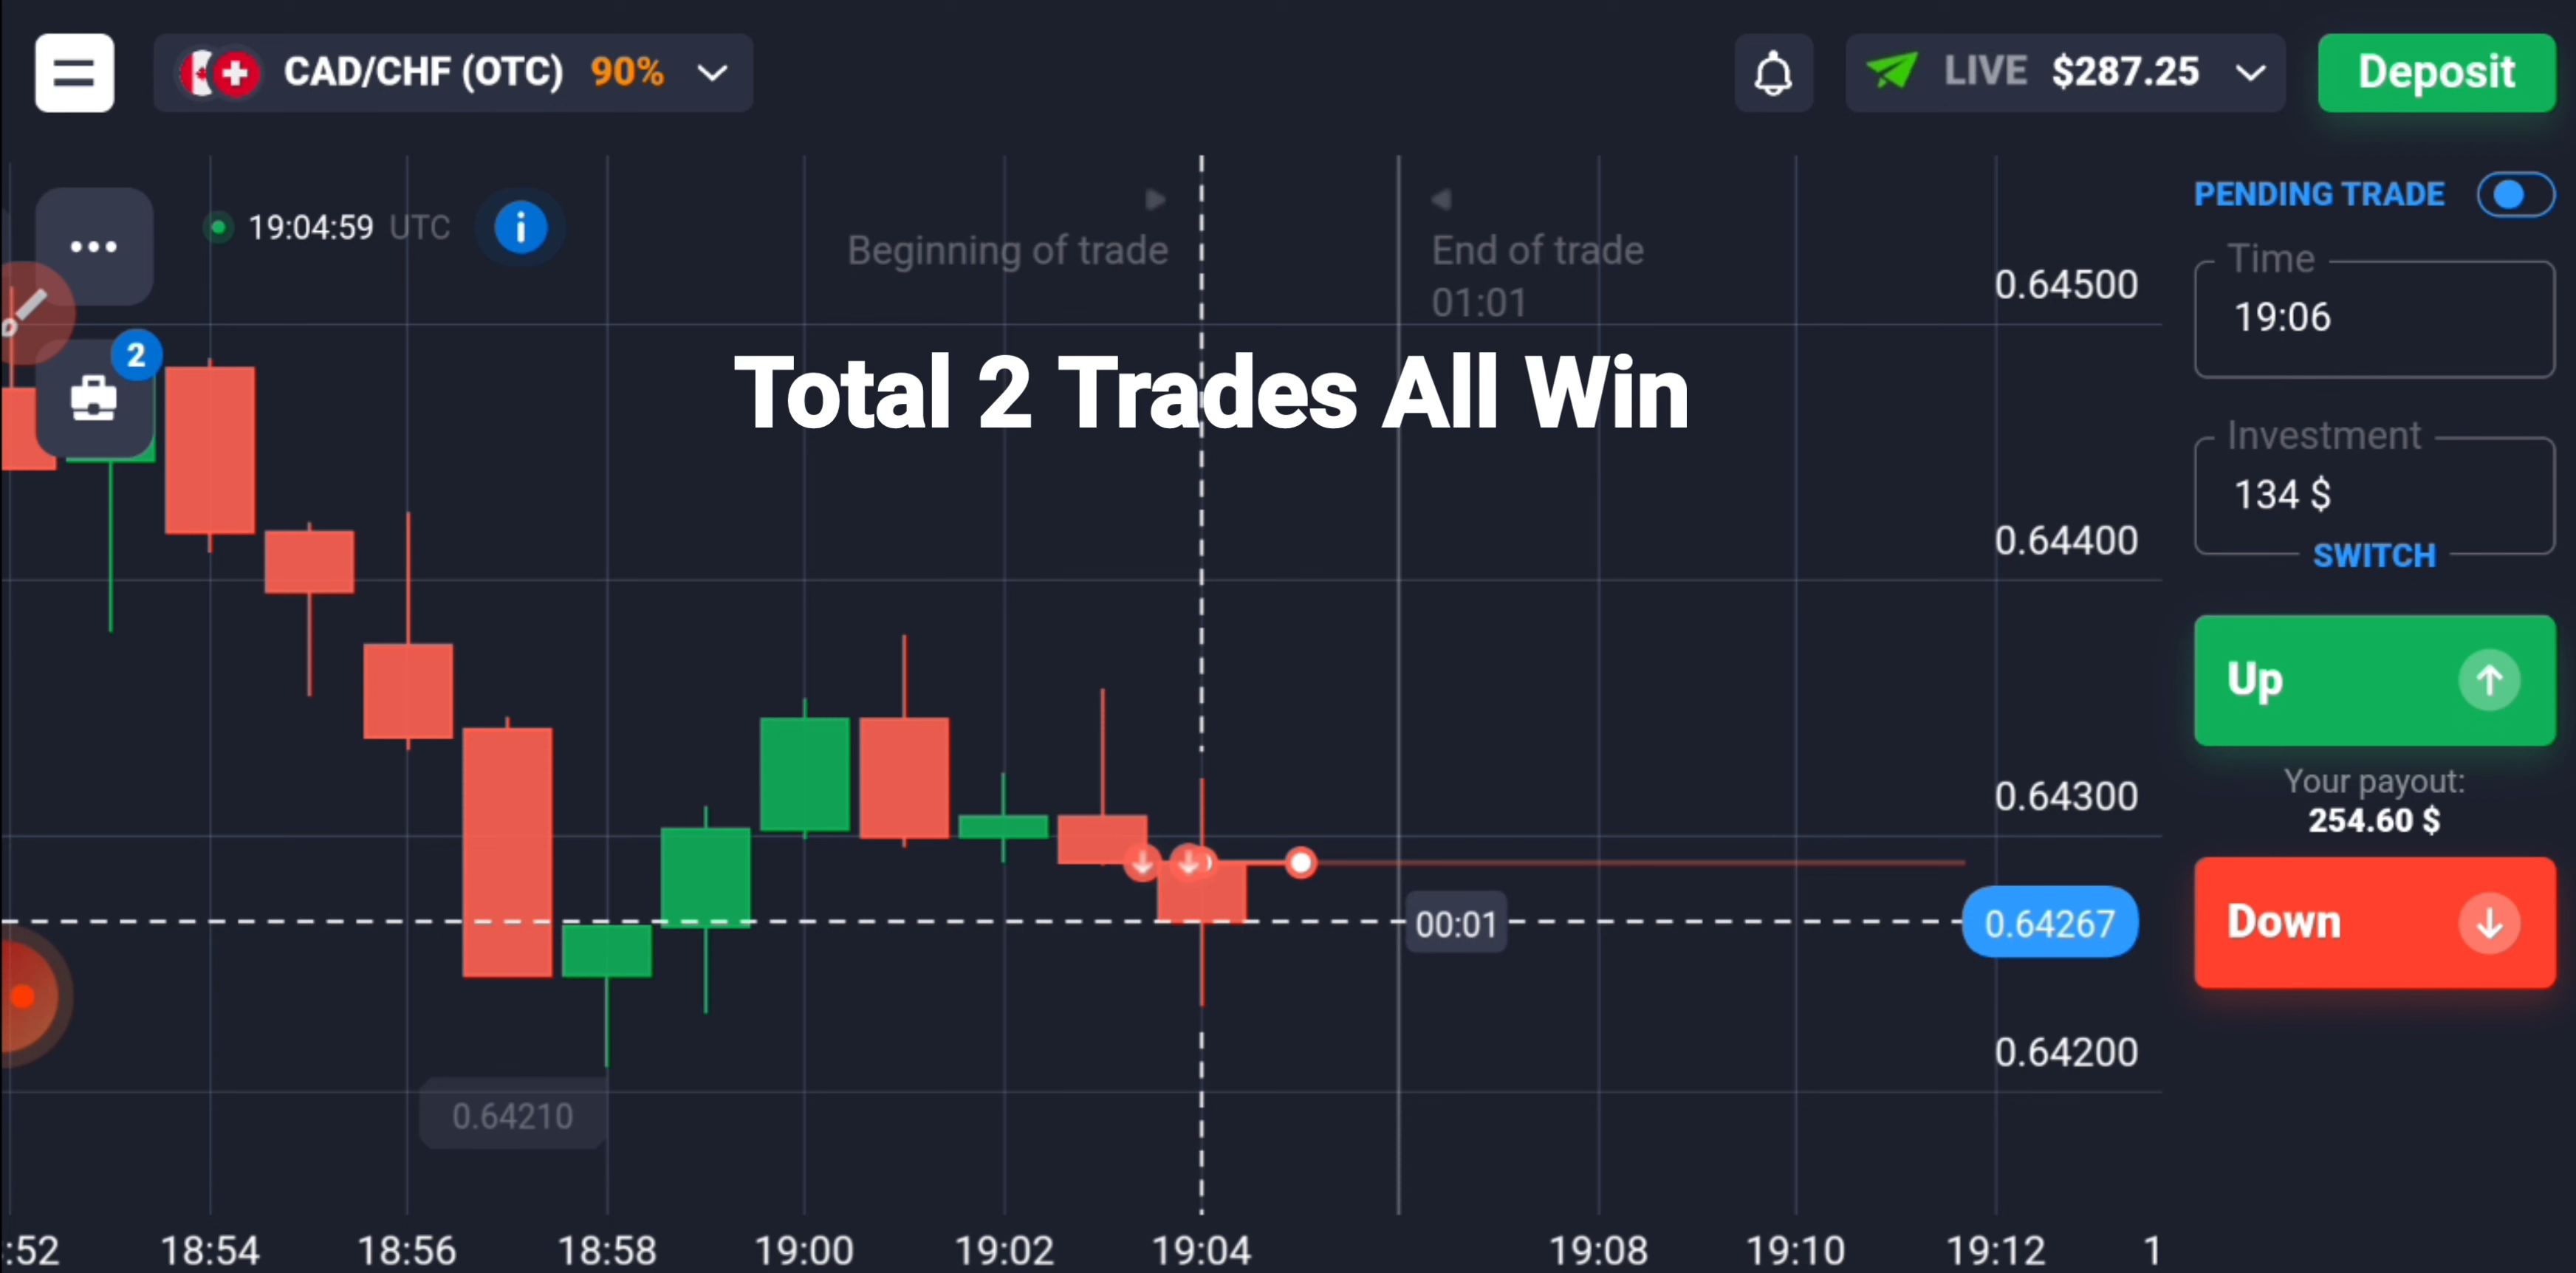 CAD/CHF (OTC) 90%
LIVE $287.25
Deposit
19:04:59 UTC
Beginning of trade
End of trade
01:01
PENDING TRADE
Time
19:06
2
Total 2 Trades All Win
Investment
134 $
SWITCH
Up
Your payout:
254.60 $
Down
0.64500
0.64400
0.64300
00:01
0.64267
0.64200
0.64210
:52 18:54 18:56 18:58 19:00 19:02 19:04 19:08 19:10 19:12 1